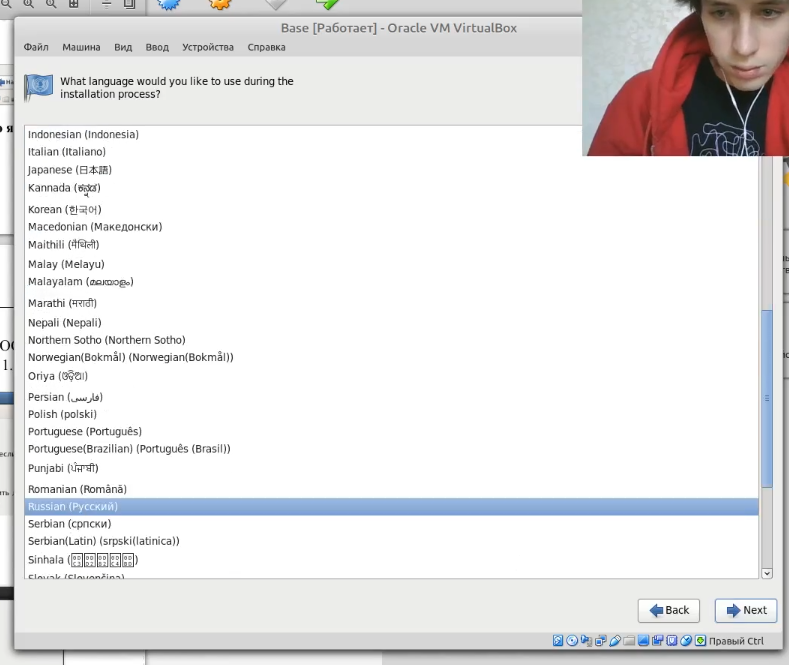 Base [Работает] - Oracle VM VirtualBox
Файл Машина Вид Ввод Устройства Справка
What language would you like to use during the
installation process?
Indonesian (Indonesia)
Italian (Italiano)
Japanese (日本語)
Kannada (ಕನ್ನಡ)
Korean (한국어)
Macedonian (Македонски)
Maithili (मैथिली)
Malay (Melayu)
Malayalam (മലയാളം)
Marathi (मराठी)
Nepali (Nepali)
Northern Sotho (Northern Sotho)
Norwegian(Bokmål) (Norwegian(Bokmål))
Oriya (ଓଡ଼ିଆ)
Persian (فارسی)
Polish (polski)
Portuguese (Português)
Portuguese(Brazilian) (Português (Brasil))
Punjabi (ਪੰਜਾਬੀ)
Romanian (Română)
Russian (Русский)
Serbian (српски)
Serbian(Latin) (srpski(latinica))
Sinhala (
Slovak (Slovenčina)
Back Next
Правый Ctrl